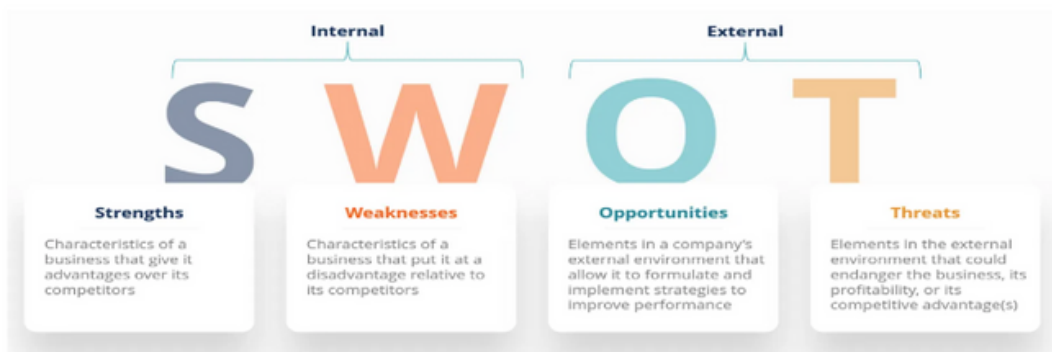 Internal
External
S W O T
Strengths
Characteristics of a
business that give it
advantages over its
competitors
Weaknesses
Characteristics of a
business that put it at a
disadvantage relative to
its competitors
Opportunities
Elements in a company's
external environment that
allow it to formulate and
implement strategies to
improve performance
Threats
Elements in the external
environment that could
endanger the business, its
profitability, or its
competitive advantage(s)